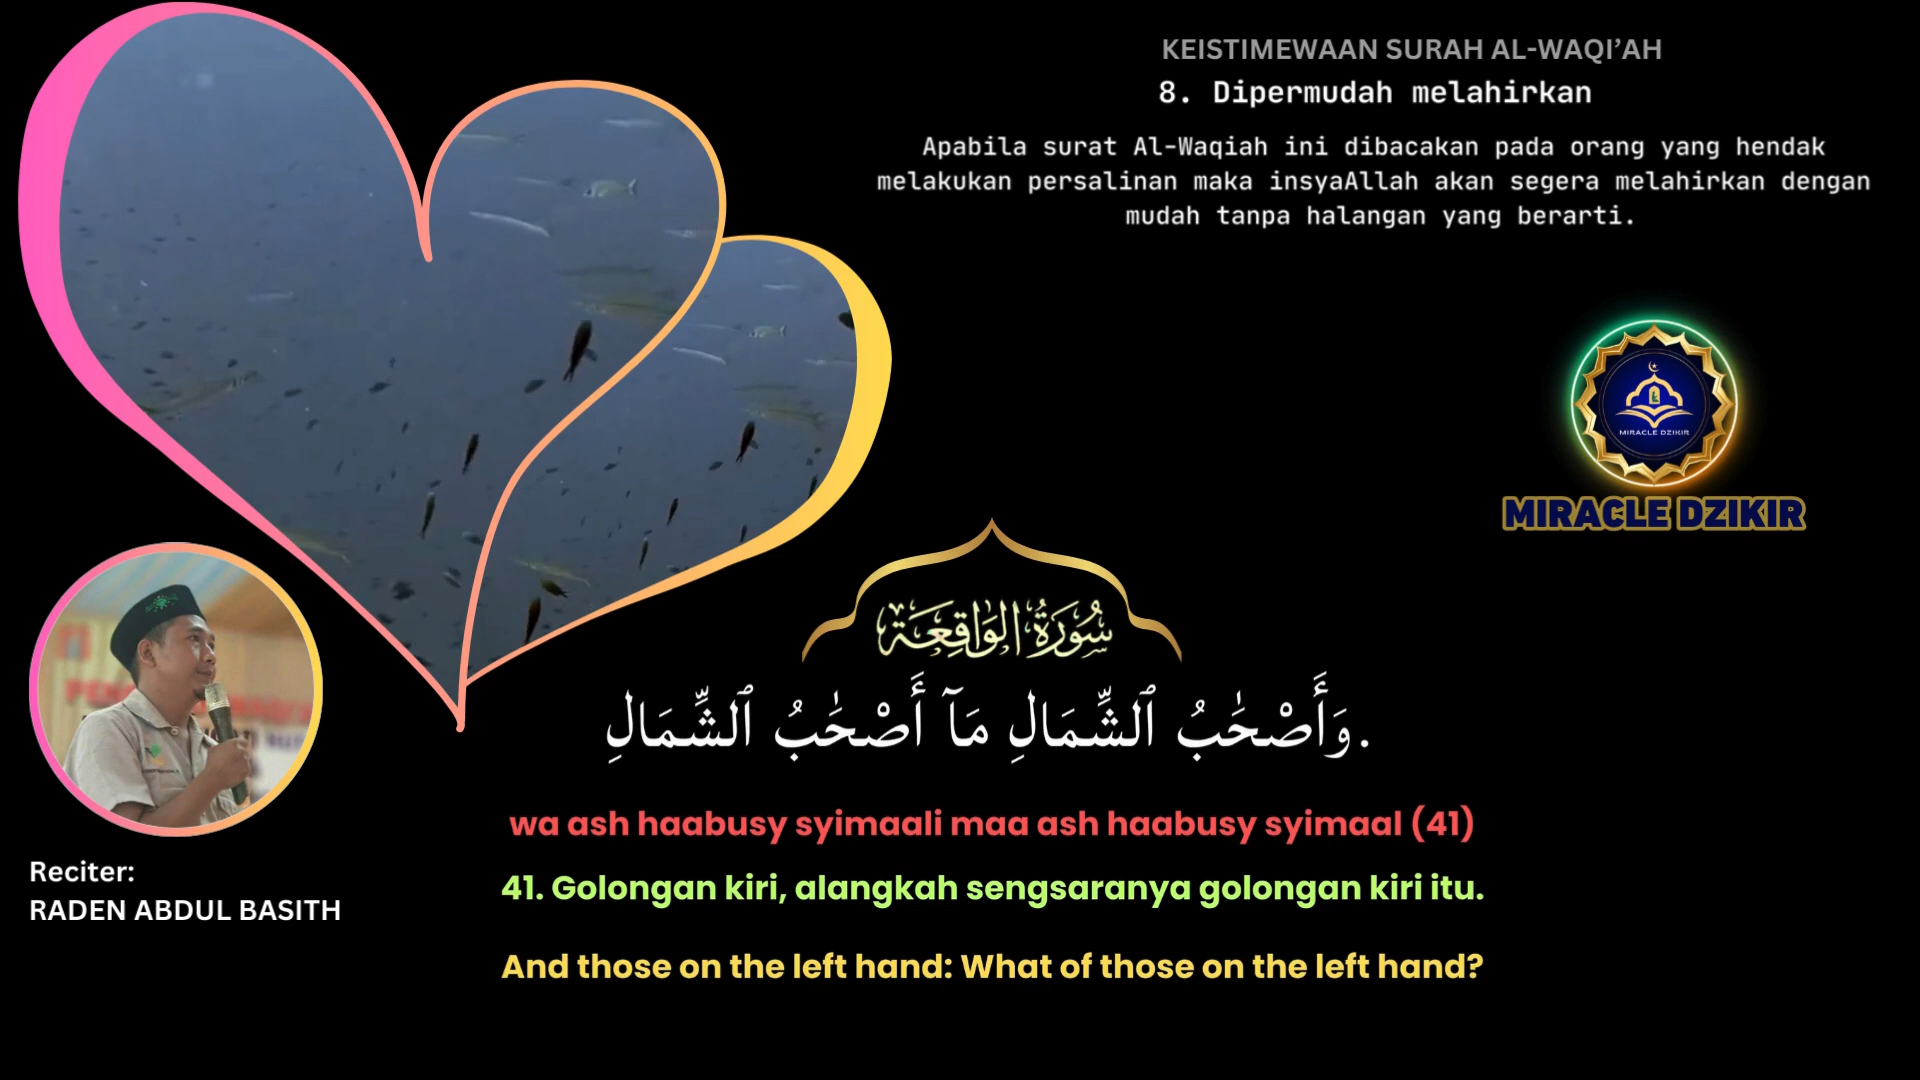 KEISTIMEWAAN SURAH AL-WAQI’AH
8. Dipermudah melahirkan
Apabila surat Al-Waqiah ini dibacakan pada orang yang hendak
melakukan persalinan maka insyaAllah akan segera melahirkan dengan
mudah tanpa halangan yang berarti.
MIRACLE DZIKIR
MIRACLE DZIKIR
سُورَةُ الوَاقِعَة
وَأَصْحَٰبُ ٱلشِّمَالِ مَآ أَصْحَٰبُ ٱلشِّمَالِ.
wa ash haabusy syimaali maa ash haabusy syimaal (41)
41. Golongan kiri, alangkah sengsaranya golongan kiri itu.
And those on the left hand: What of those on the left hand?
Reciter:
RADEN ABDUL BASITH